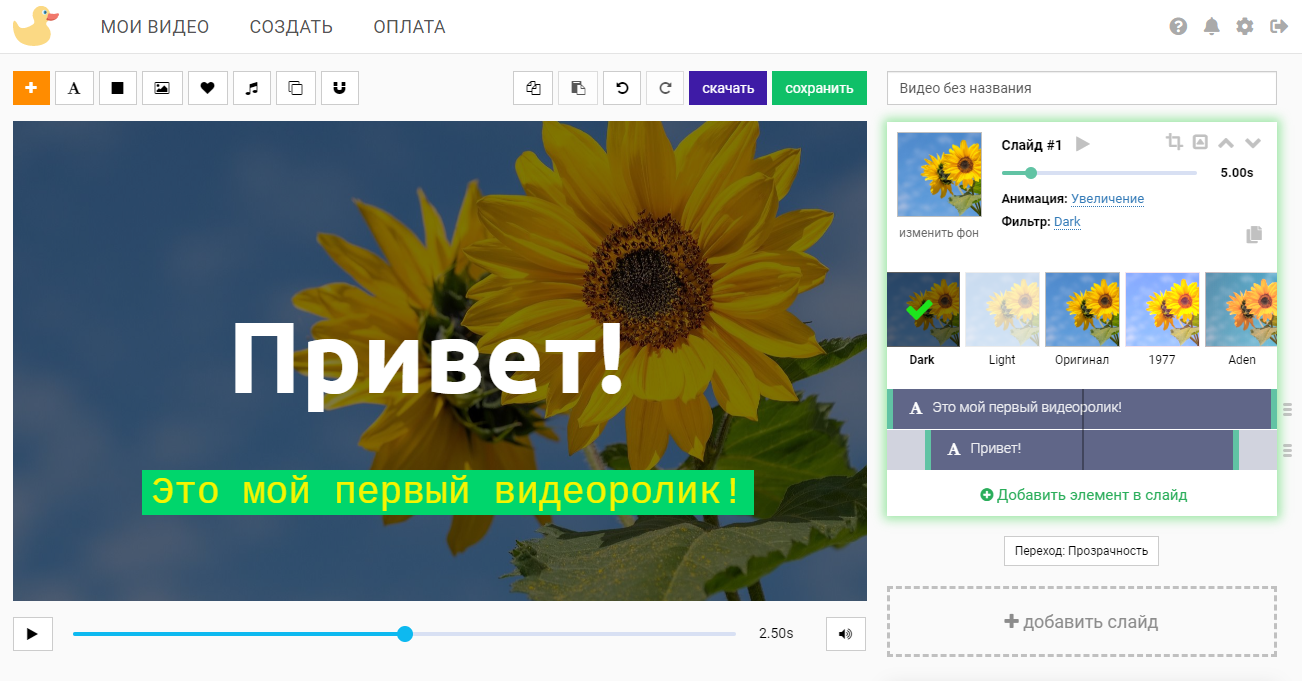 МОИ ВИДЕО СОЗДАТЬ ОПЛАТА
A скачать сохранить
Видео без названия
Привет!
Это мой первый видеоролик!
2.50s
Слайд #1
5.00s
Анимация: Увеличение
Фильтр: Dark
изменить фон
Dark Light Оригинал 1977 Aden
A Это мой первый видеоролик!
A Привет!
Добавить элемент в слайд
Переход: Прозрачность
добавить слайд